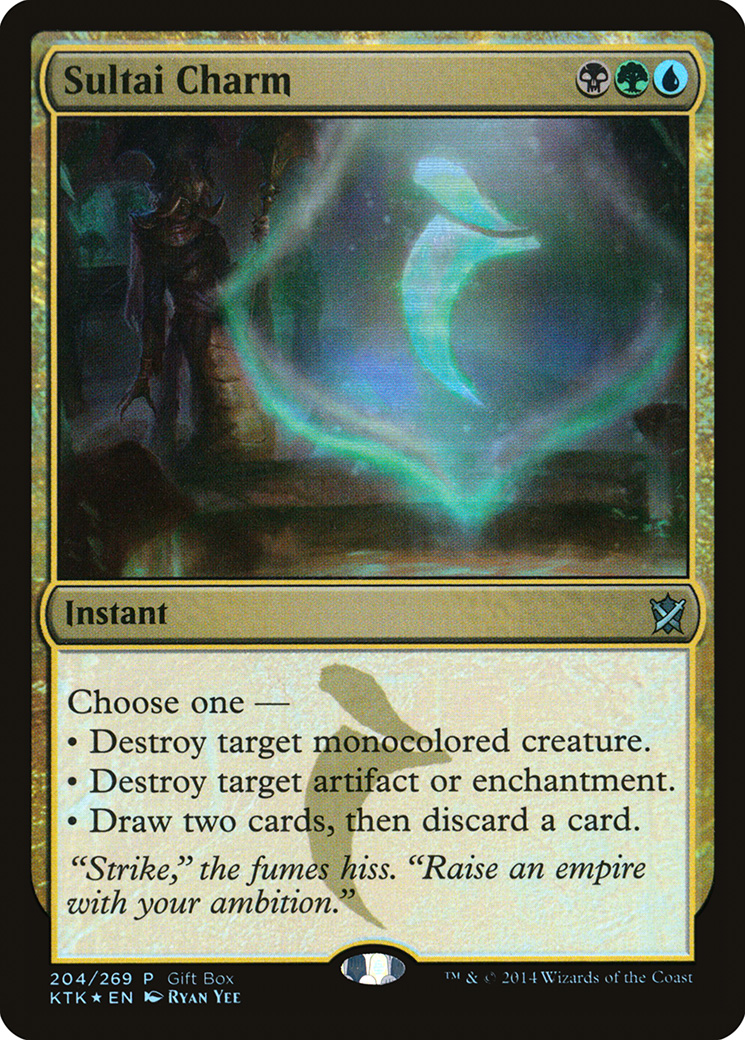 Sultai Charm
Instant
Choose one —
• Destroy target monocolored creature.
• Destroy target artifact or enchantment.
• Draw two cards, then discard a card.
“Strike,” the fumes hiss. “Raise an empire
with your ambition.”
204/269 P Gift Box
™ & © 2014 Wizards of the Coast
KTK★EN Ryan Yee